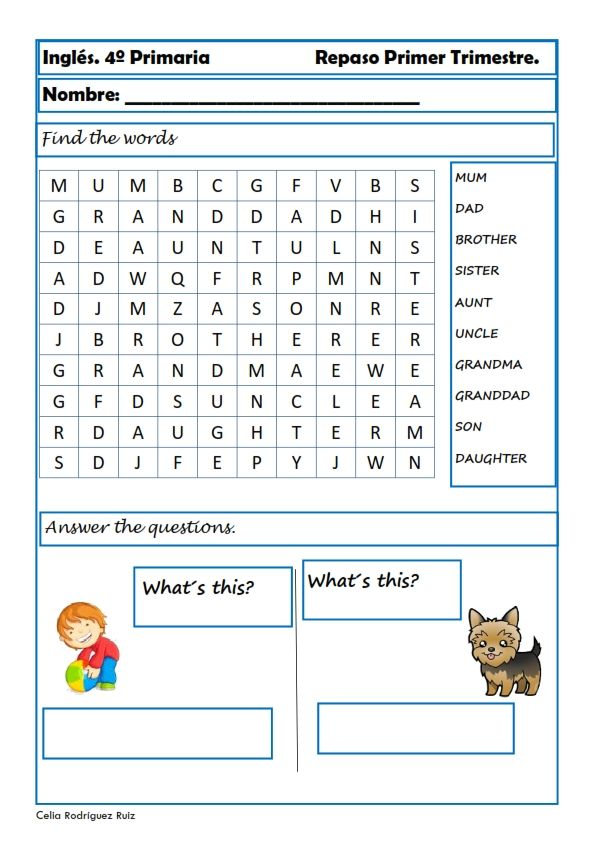 Inglés. 4º Primaria Repaso Primer Trimestre.
Nombre: ________________________________
Find the words
M U M B C G F V B S
G R A N D D A D H I
D E A U N T U L N S
A D W Q F R P M N T
D J M Z A S O N R E
J B R O T H E R E R
G R A N D M A E W E
G F D S U N C L E A
R D A U G H T E R M
S D J F E P Y J W N
MUM
DAD
BROTHER
SISTER
AUNT
UNCLE
GRANDMA
GRANDDAD
SON
DAUGHTER
Answer the questions.
What´s this?
What´s this?
Celia Rodríguez Ruiz